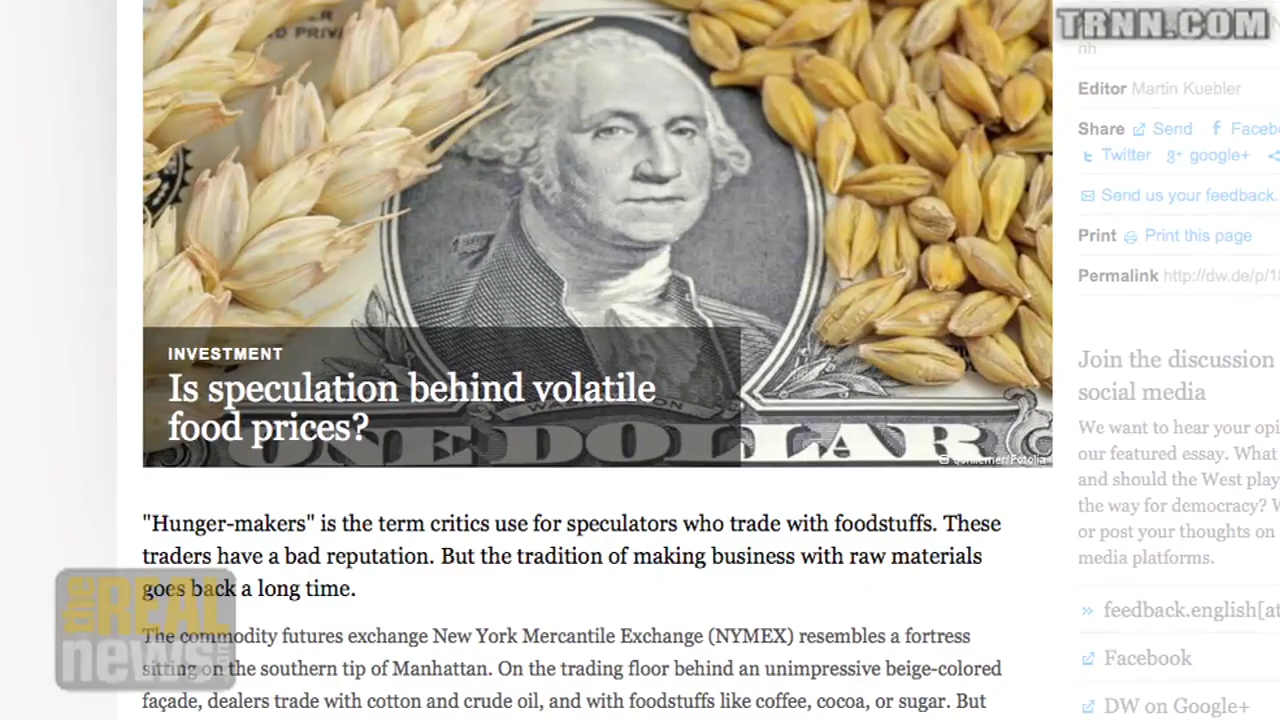 TRNN.COM
nh
Editor Martin Kuebler
Share Send Faceb
Twitter google+
Send us your feedback.
Print Print this page
Permalink http://dw.de/p/18
INVESTMENT
Is speculation behind volatile
food prices?
ONE DOLLAR
"Hunger-makers" is the term critics use for speculators who trade with foodstuffs. These
traders have a bad reputation. But the tradition of making business with raw materials
goes back a long time.
The commodity futures exchange New York Mercantile Exchange (NYMEX) resembles a fortress
sitting on the southern tip of Manhattan. On the trading floor behind an unimpressive beige-colored
façade, dealers trade with cotton and crude oil, and with foodstuffs like coffee, cocoa, or sugar. But
Join the discussion
social media
We want to hear your opi
our featured essay. What
and should the West play
the way for democracy? W
or post your thoughts on
media platforms.
» feedback.english[at
Facebook
DW on Google+
the REAL
news